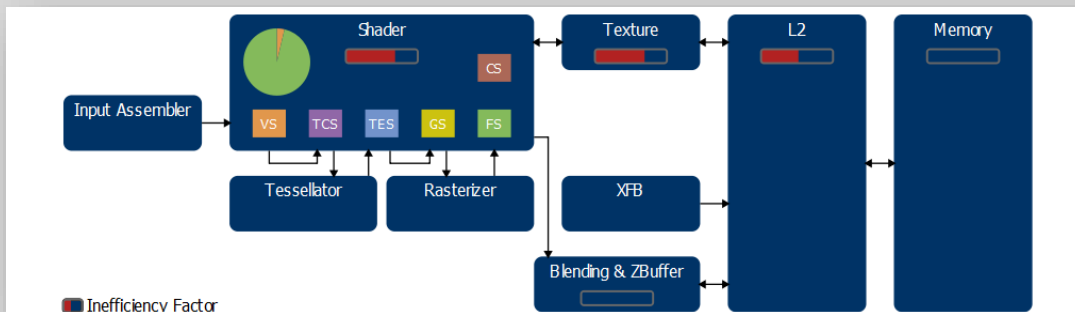 Shader
Texture
L2
Memory
CS
Input Assembler
VS
TCS
TES
GS
FS
Tessellator
Rasterizer
XFB
Blending & ZBuffer
Inefficiency Factor